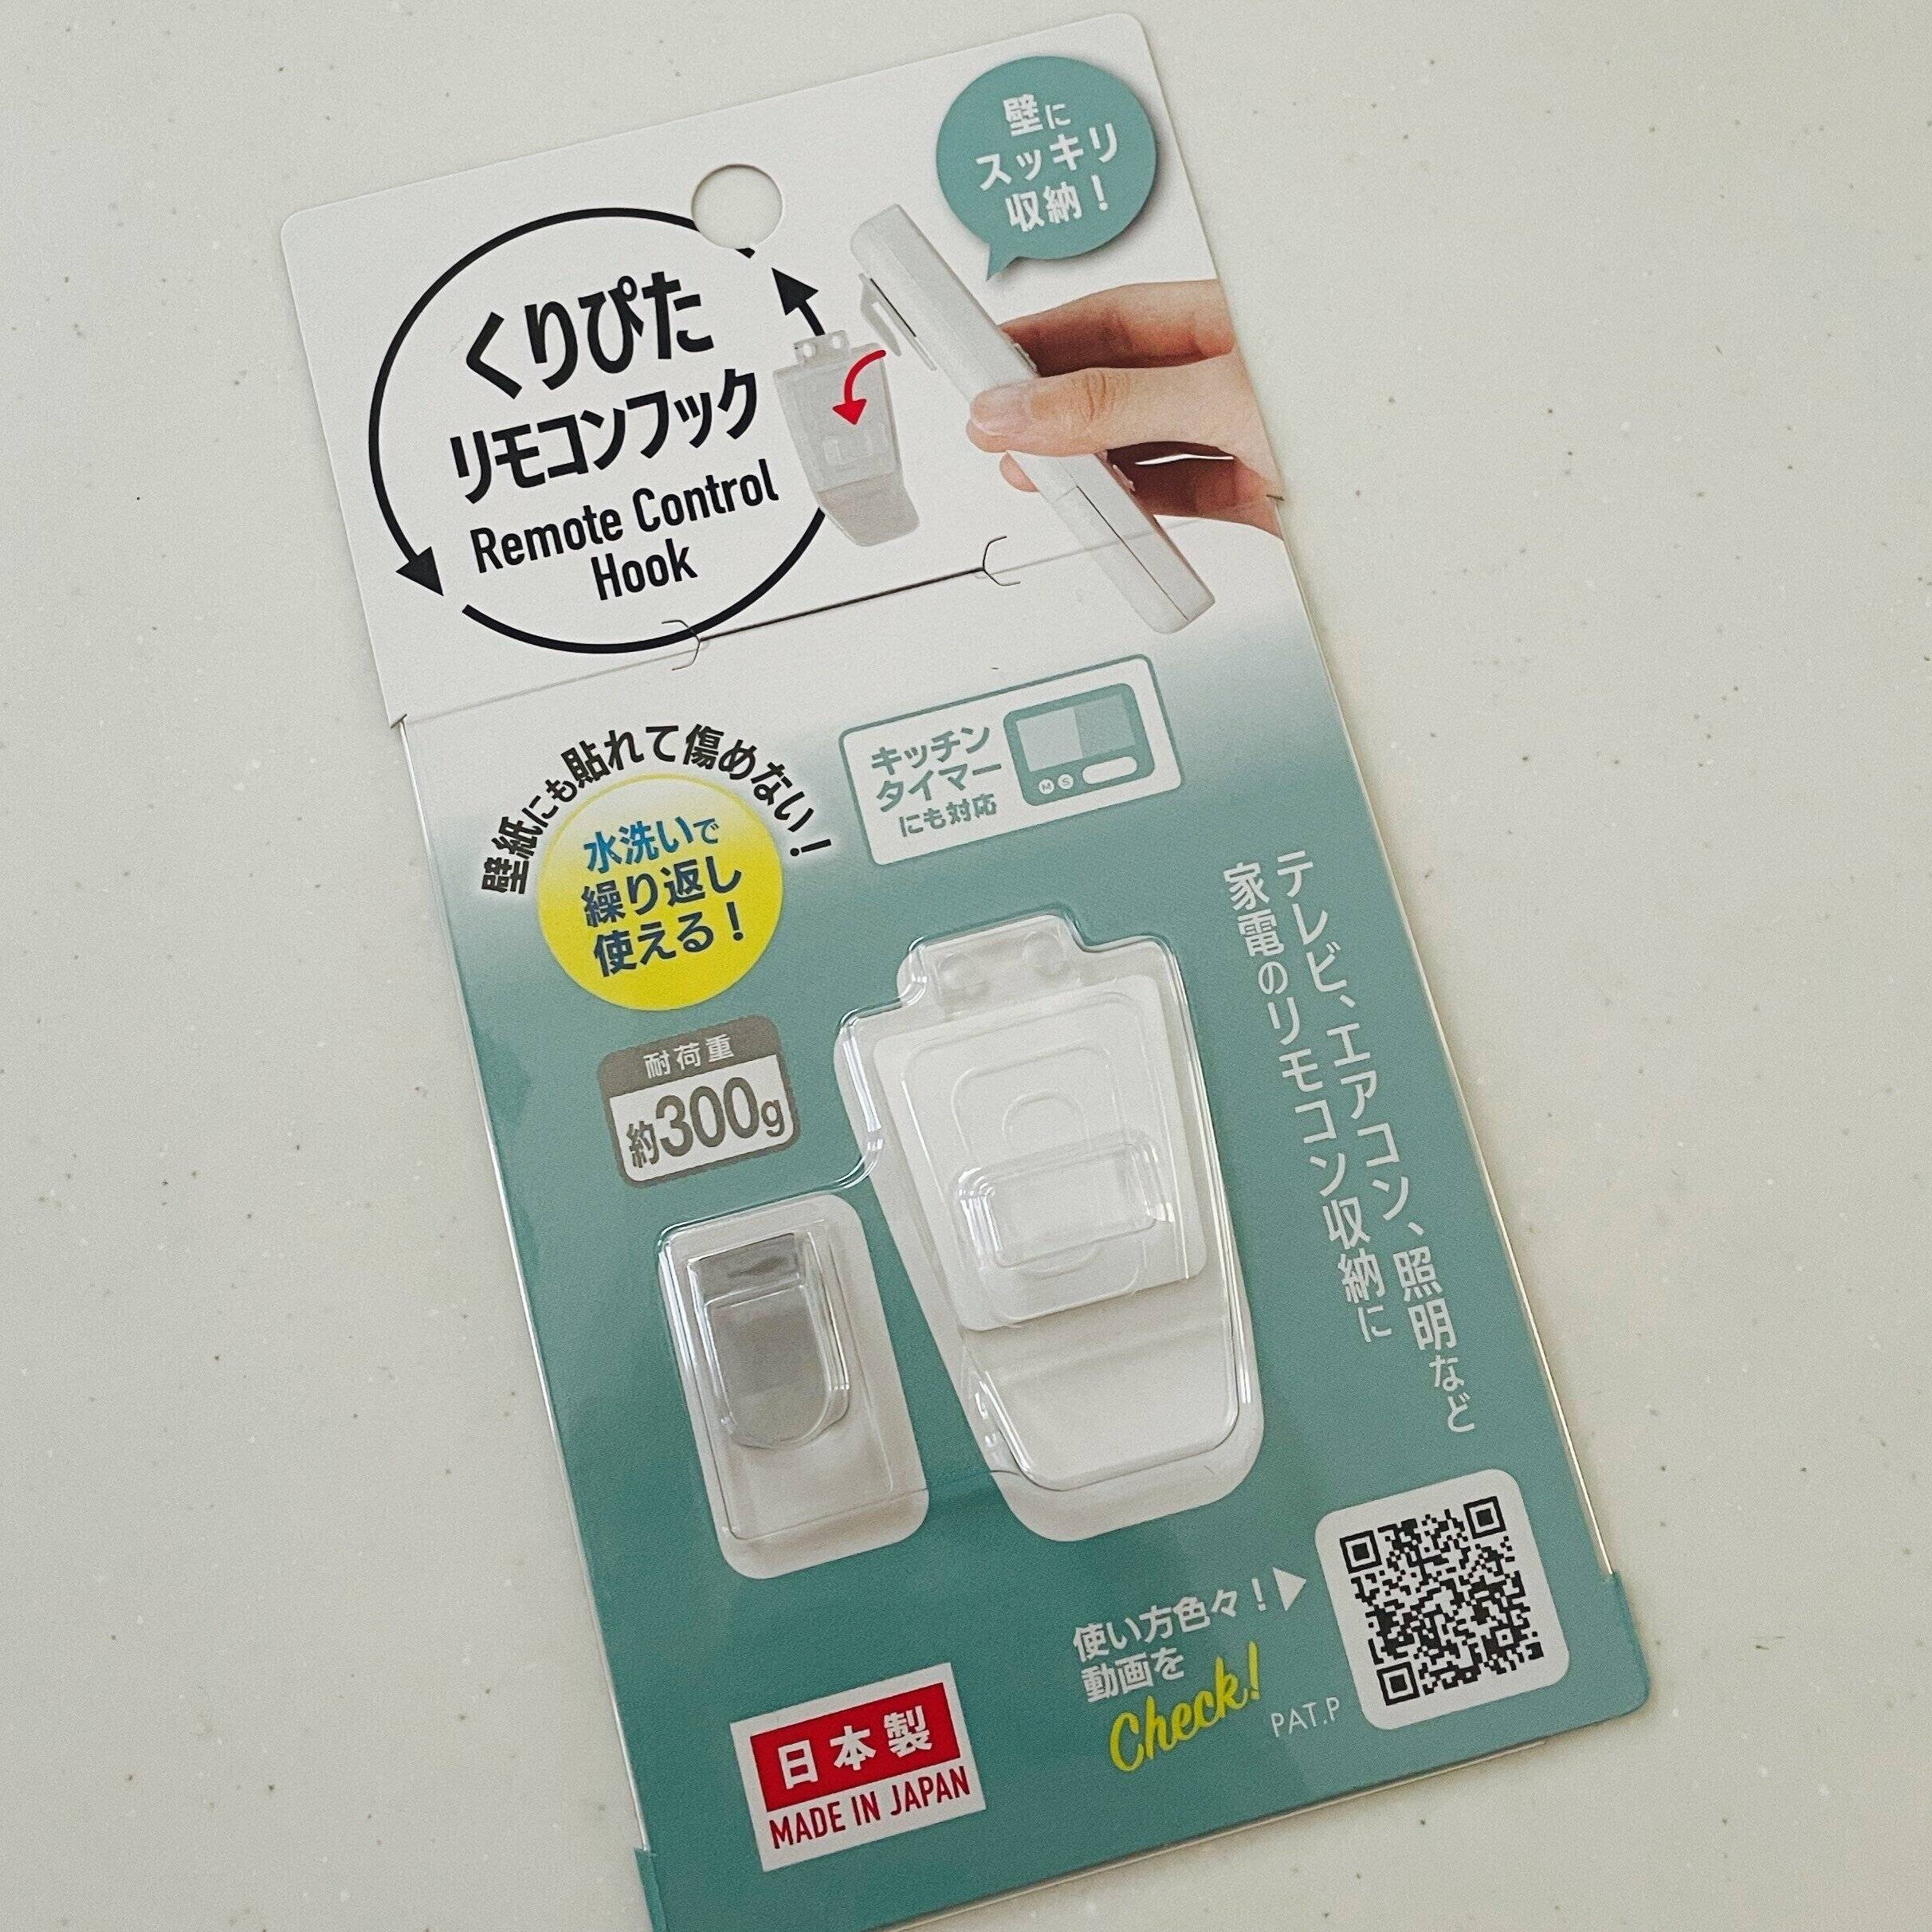 壁に
スッキリ
収納！
くりぴた
リモコンフック
Remote Control
Hook
壁紙にも貼れて傷めない！
水洗いで
繰り返し
使える！
キッチン
タイマー
にも対応
M S
耐荷重
約300g
テレビ、エアコン、照明など
家電のリモコン収納に
使い方色々！▶
動画を
Check!
PAT.P
日本製
MADE IN JAPAN